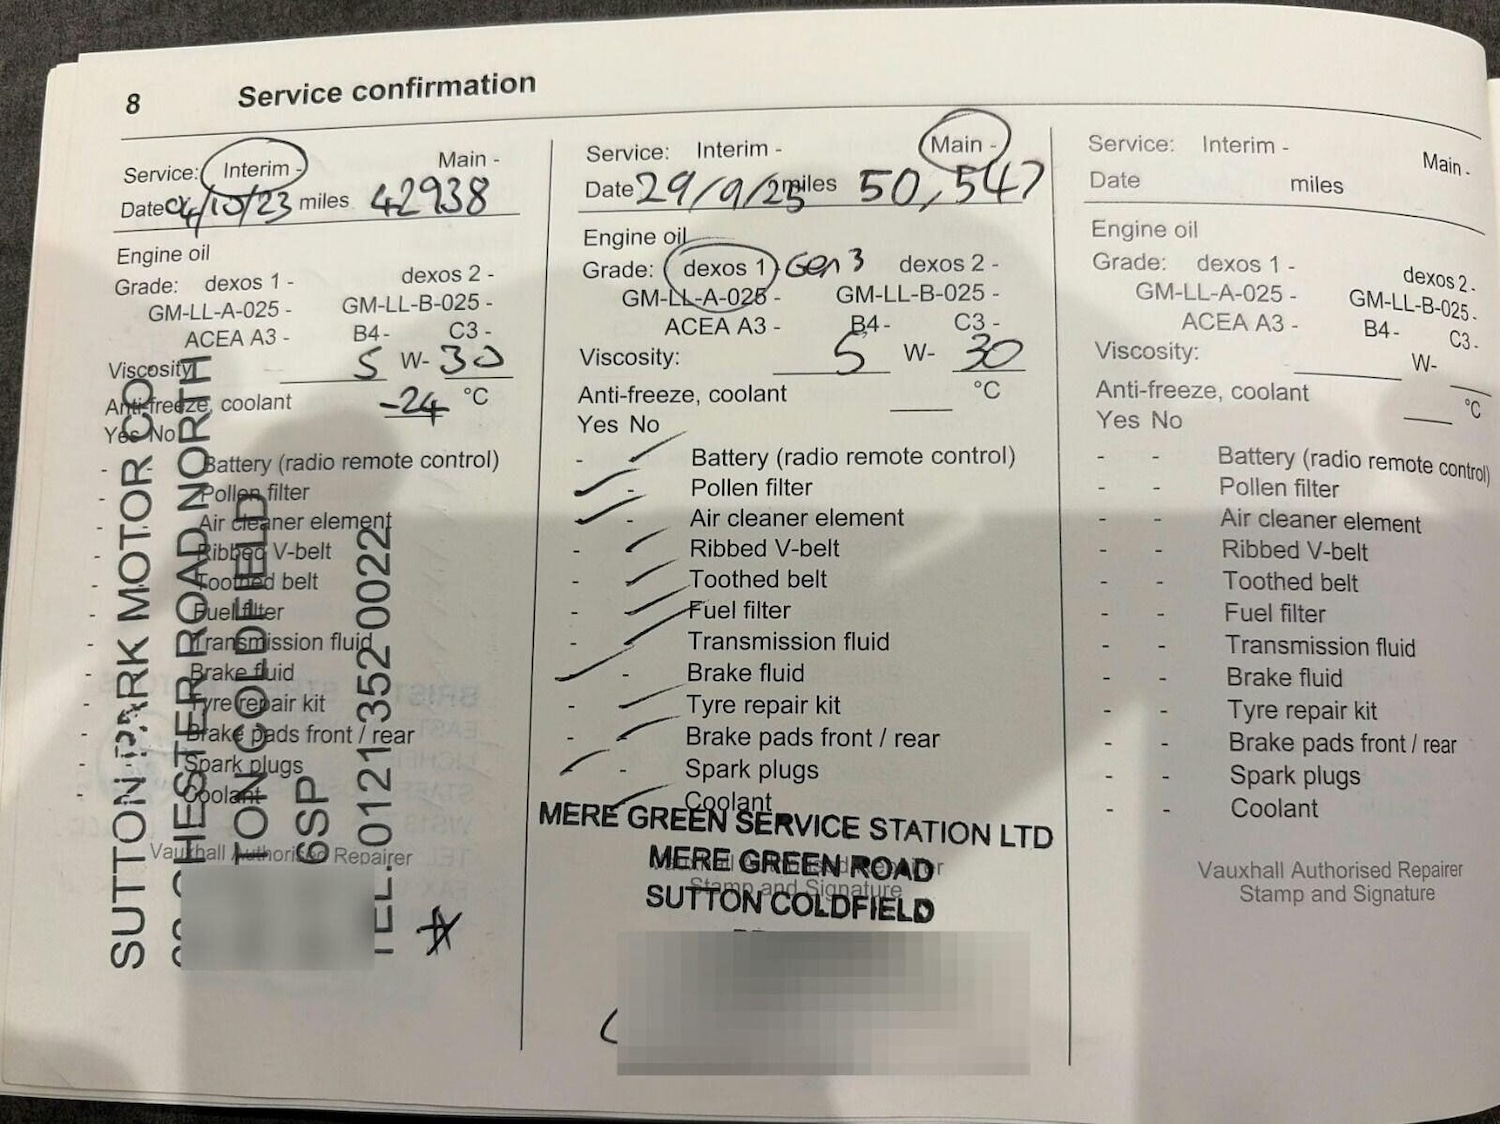 8 Service confirmation
Service: Interim - Main -
Date 04/10/23 miles 42938
Engine oil
Grade: dexos 1 - dexos 2 -
GM-LL-A-025 - GM-LL-B-025 -
ACEA A3 - B4 - C3 -
Viscosity: 5 W- 30
Anti-freeze, coolant -24 °C
Yes No
- Battery (radio remote control)
- Pollen filter
- Air cleaner element
- Ribbed V-belt
- Toothed belt
- Fuel filter
- Transmission fluid
- Brake fluid
- Tyre repair kit
- Brake pads front / rear
- Spark plugs
- Coolant
Vauxhall Authorised Repairer
SUTTON PARK MOTOR CO
CHESTER ROAD NORTH
TON COLDFIELD
6SP
TEL: 0121 352 0022
Service: Interim - Main -
Date 29/9/25 miles 50,547
Engine oil
Grade: dexos 1 - Gen 3 dexos 2 -
GM-LL-A-025 - GM-LL-B-025 -
ACEA A3 - B4 - C3 -
Viscosity: 5 W- 30
Anti-freeze, coolant °C
Yes No
- ✓ Battery (radio remote control)
✓ - Pollen filter
✓ - Air cleaner element
- ✓ Ribbed V-belt
- ✓ Toothed belt
- ✓ Fuel filter
- ✓ Transmission fluid
✓ - Brake fluid
- ✓ Tyre repair kit
- ✓ Brake pads front / rear
✓ - Spark plugs
- ✓ Coolant
Vauxhall Authorised Repairer
Stamp and Signature
MERE GREEN SERVICE STATION LTD
MERE GREEN ROAD
SUTTON COLDFIELD
Service: Interim - Main -
Date miles
Engine oil
Grade: dexos 1 - dexos 2 -
GM-LL-A-025 - GM-LL-B-025 -
ACEA A3 - B4 - C3 -
Viscosity: W-
Anti-freeze, coolant °C
Yes No
- - Battery (radio remote control)
- - Pollen filter
- - Air cleaner element
- - Ribbed V-belt
- - Toothed belt
- - Fuel filter
- - Transmission fluid
- - Brake fluid
- - Tyre repair kit
- - Brake pads front / rear
- - Spark plugs
- - Coolant
Vauxhall Authorised Repairer
Stamp and Signature